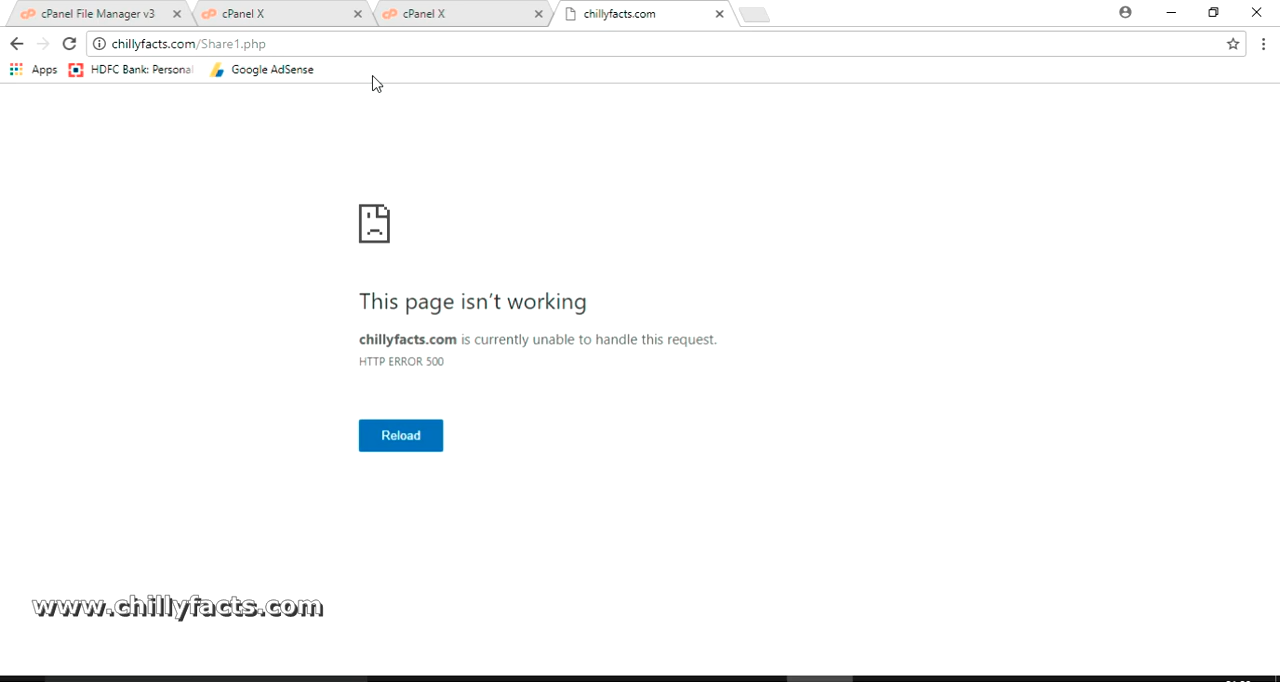 cPanel File Manager v3
cPanel X
cPanel X
chillyfacts.com
chillyfacts.com/Share1.php
Apps
HDFC Bank: Personal
Google AdSense
This page isn't working
chillyfacts.com is currently unable to handle this request.
HTTP ERROR 500
Reload
www.chillyfacts.com